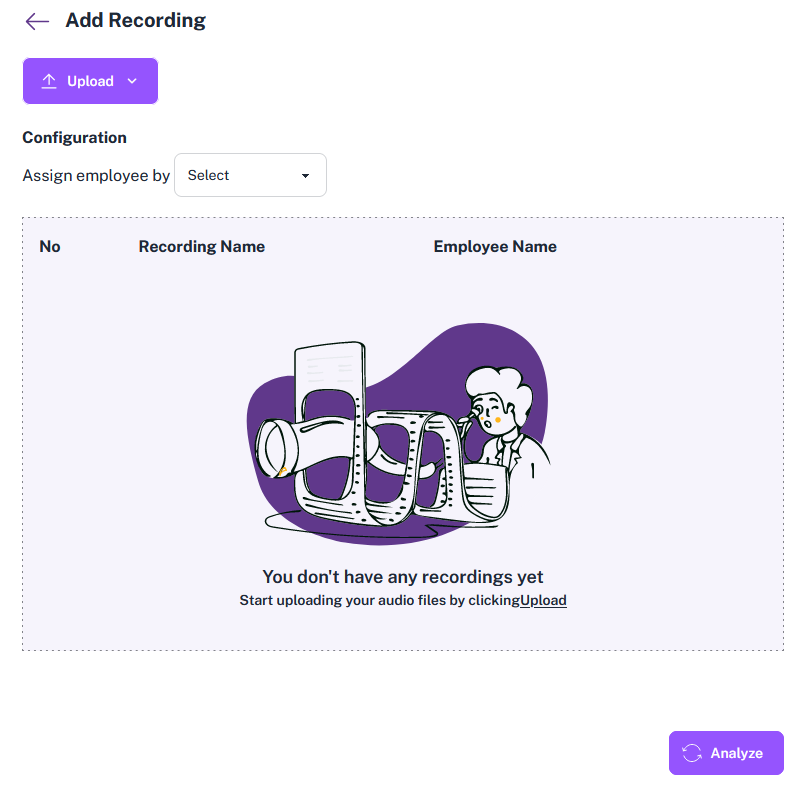 Add Recording
Upload
Configuration
Assign employee by Select
No Recording Name Employee Name
You don't have any recordings yet
Start uploading your audio files by clickingUpload
Analyze